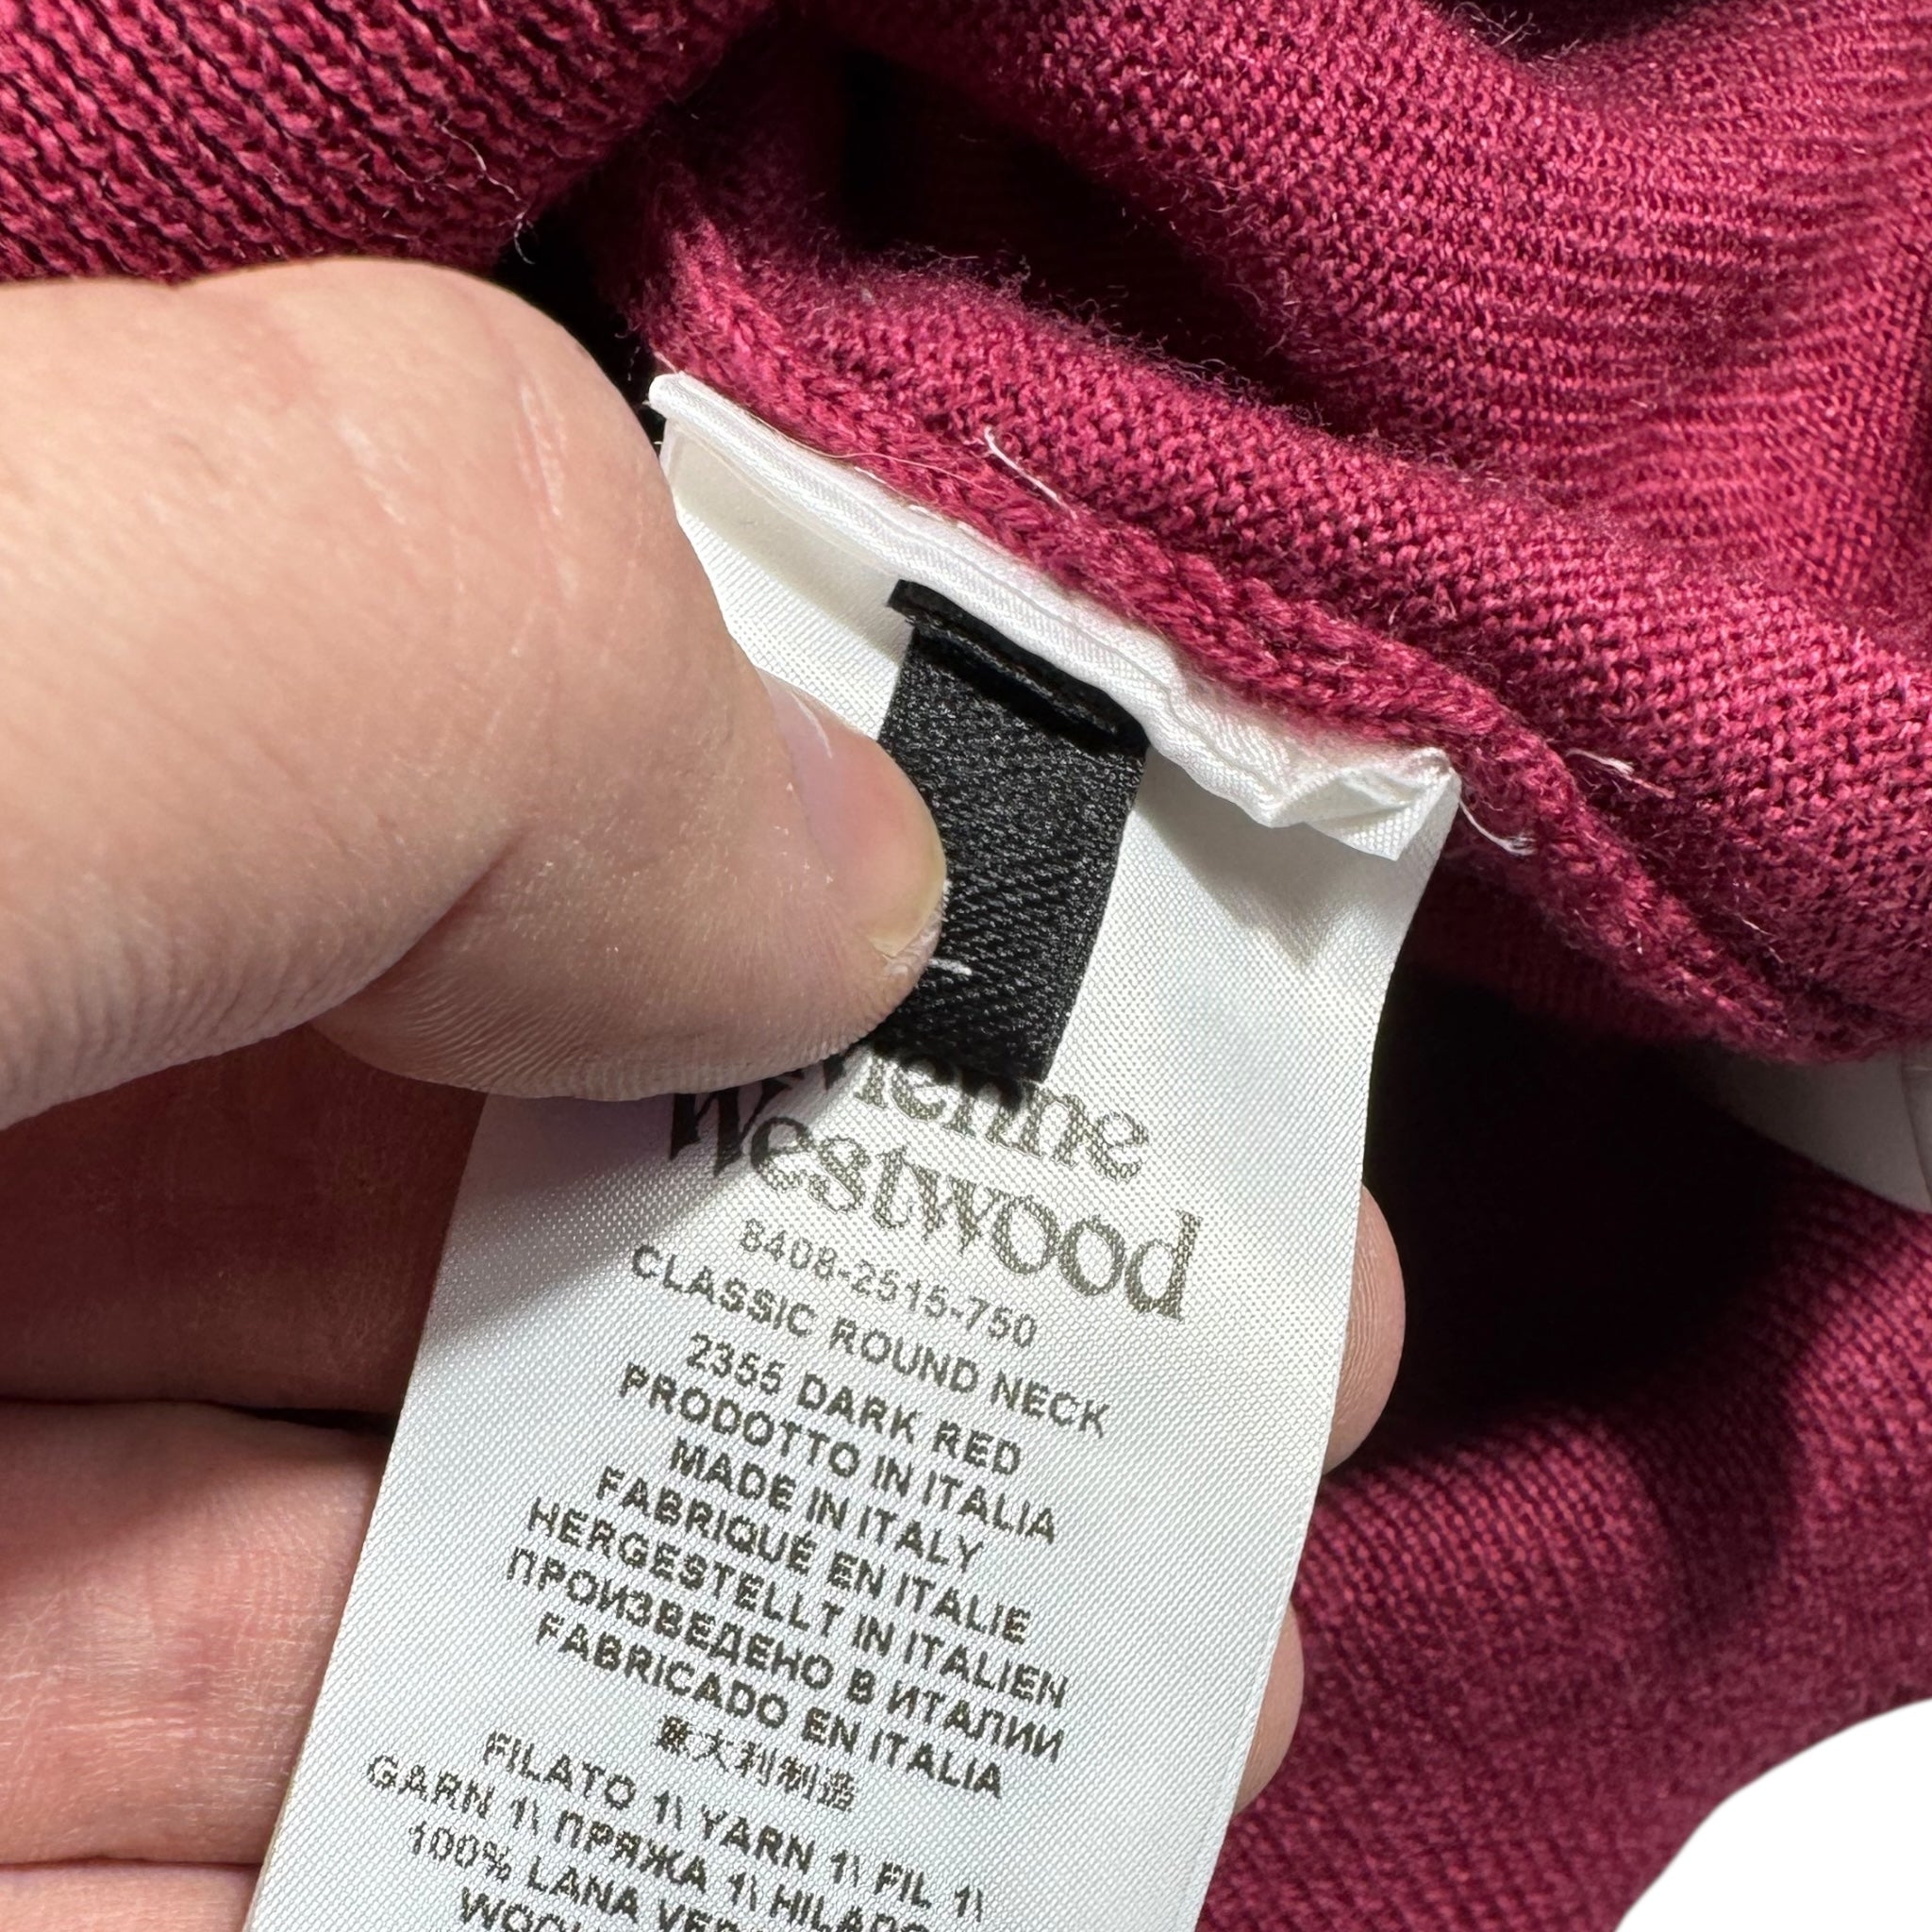 Westwood
8408-2515-750
CLASSIC ROUND NECK
2355 DARK RED
PRODOTTO IN ITALIA
MADE IN ITALY
FABRIQUÉ EN ITALIE
HERGESTELLT IN ITALIEN
ПРОИЗВЕДЕНО В ИТАЛИИ
FABRICADO EN ITALIA
意大利制造
FILATO 1\ YARN 1\ FIL 1\
GARN 1\ ПРЯЖА 1\
100% LANA